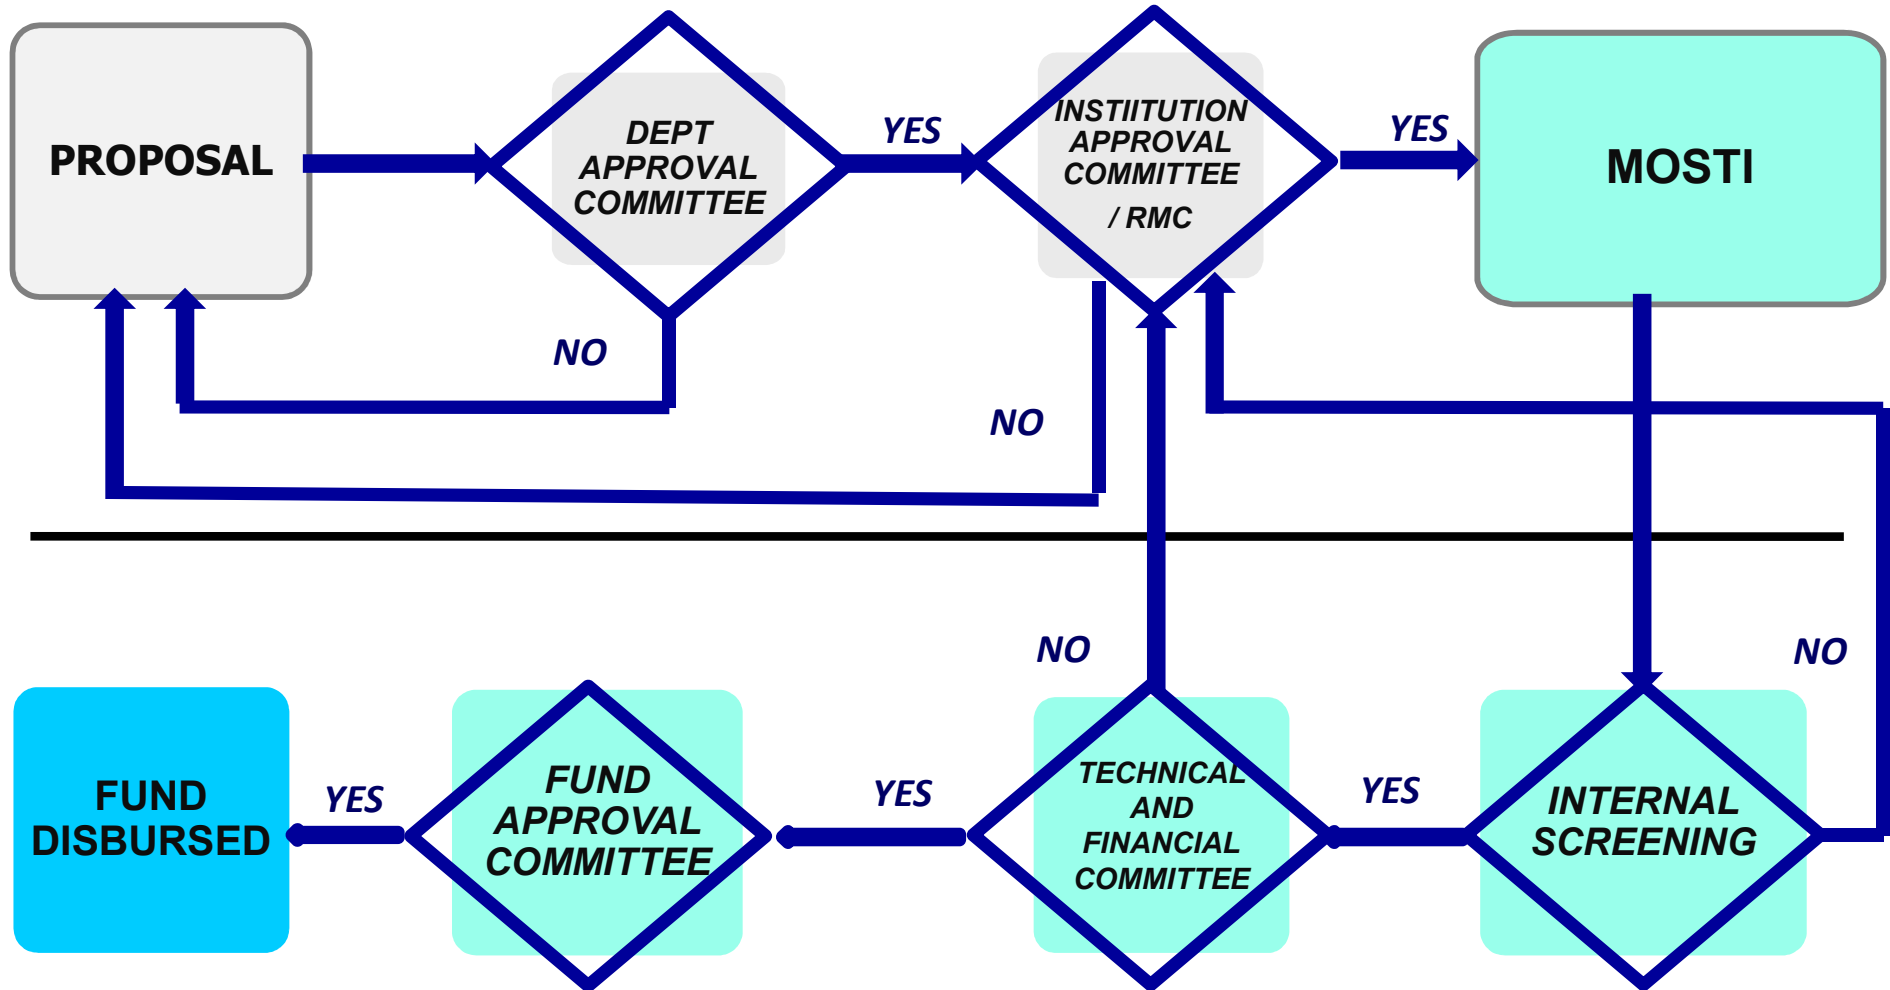 PROPOSAL
DEPT
APPROVAL
COMMITTEE
YES
INSTIITUTION
APPROVAL
COMMITTEE
/ RMC
YES
MOSTI
NO
NO
NO
NO
FUND
DISBURSED
YES
FUND
APPROVAL
COMMITTEE
YES
TECHNICAL
AND
FINANCIAL
COMMITTEE
YES
INTERNAL
SCREENING